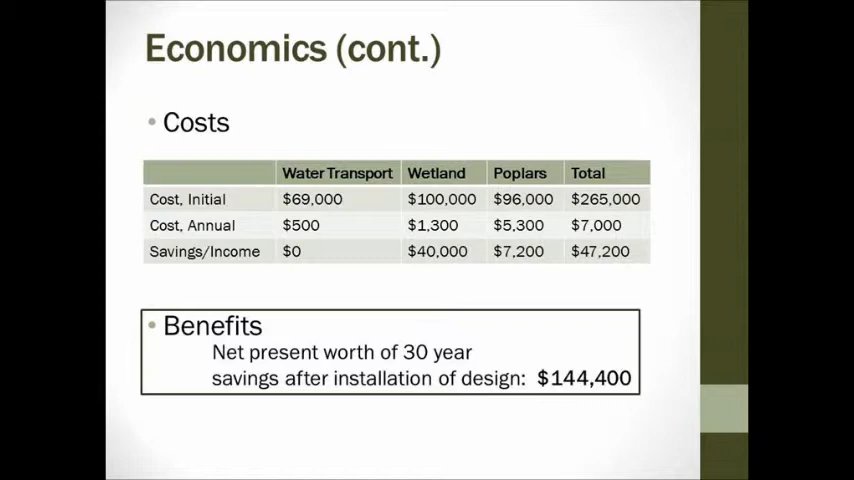 Economics (cont.)
• Costs
Water Transport Wetland Poplars Total
Cost, Initial $69,000 $100,000 $96,000 $265,000
Cost, Annual $500 $1,300 $5,300 $7,000
Savings/Income $0 $40,000 $7,200 $47,200
• Benefits
Net present worth of 30 year
savings after installation of design: $144,400